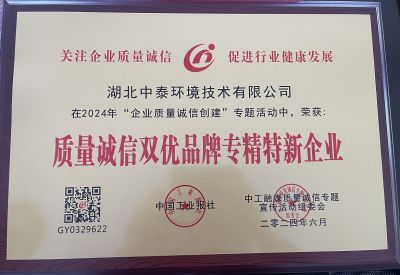 关注企业质量诚信 促进行业健康发展
湖北中泰环境技术有限公司
在2024年“企业质量诚信创建”专题活动中，荣获：
质量诚信双优品牌专精特新企业
GY0329622
中国工业报社
中工融媒质量诚信专题
宣传活动组委会
二〇二四年六月